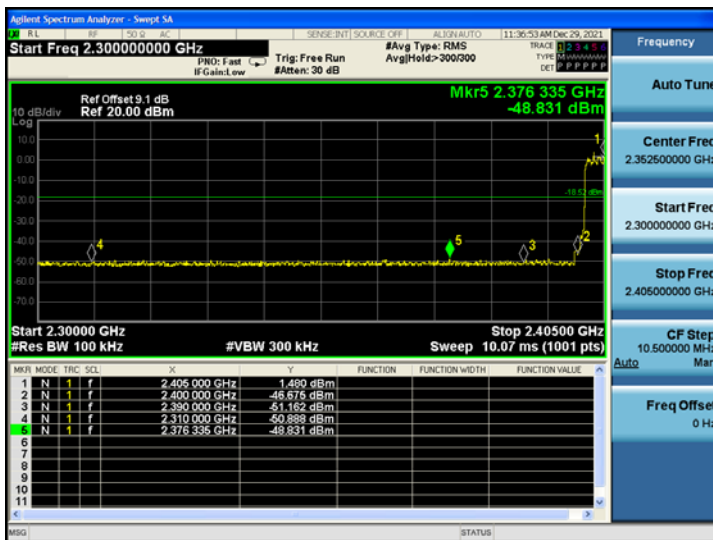 Agilent Spectrum Analyzer - Swept SA
RL RF 50 Ω AC SENSE:INT SOURCE OFF ALIGNAUTO 11:36:53 AM Dec 29, 2021
Start Freq 2.300000000 GHz
PNO: Fast
IFGain:Low
Trig: Free Run
#Atten: 30 dB
#Avg Type: RMS
Avg|Hold:>300/300
TRACE 1 2 3 4 5 6
TYPE
DET P P P P P P
Frequency
Auto Tune
Center Freq
2.352500000 GHz
Start Freq
2.300000000 GHz
Stop Freq
2.405000000 GHz
CF Step
10.500000 MHz
Auto Man
Freq Offset
0 Hz
Mkr5 2.376 335 GHz
-48.831 dBm
Ref Offset 9.1 dB
10 dB/div Ref 20.00 dBm
Log
10.0
0.00
-10.0
-20.0
-30.0
-40.0
-50.0
-60.0
-70.0
-18.52 dBm
1
2
3
4
5
Start 2.30000 GHz Stop 2.40500 GHz
#Res BW 100 kHz #VBW 300 kHz Sweep 10.07 ms (1001 pts)
MKR MODE TRC SCL X Y FUNCTION FUNCTION WIDTH FUNCTION VALUE
1 N 1 f 2.405 000 GHz 1.480 dBm
2 N 1 f 2.400 000 GHz -46.675 dBm
3 N 1 f 2.390 000 GHz -51.162 dBm
4 N 1 f 2.310 000 GHz -50.888 dBm
5 N 1 f 2.376 335 GHz -48.831 dBm
6
7
8
9
10
11
MSG STATUS